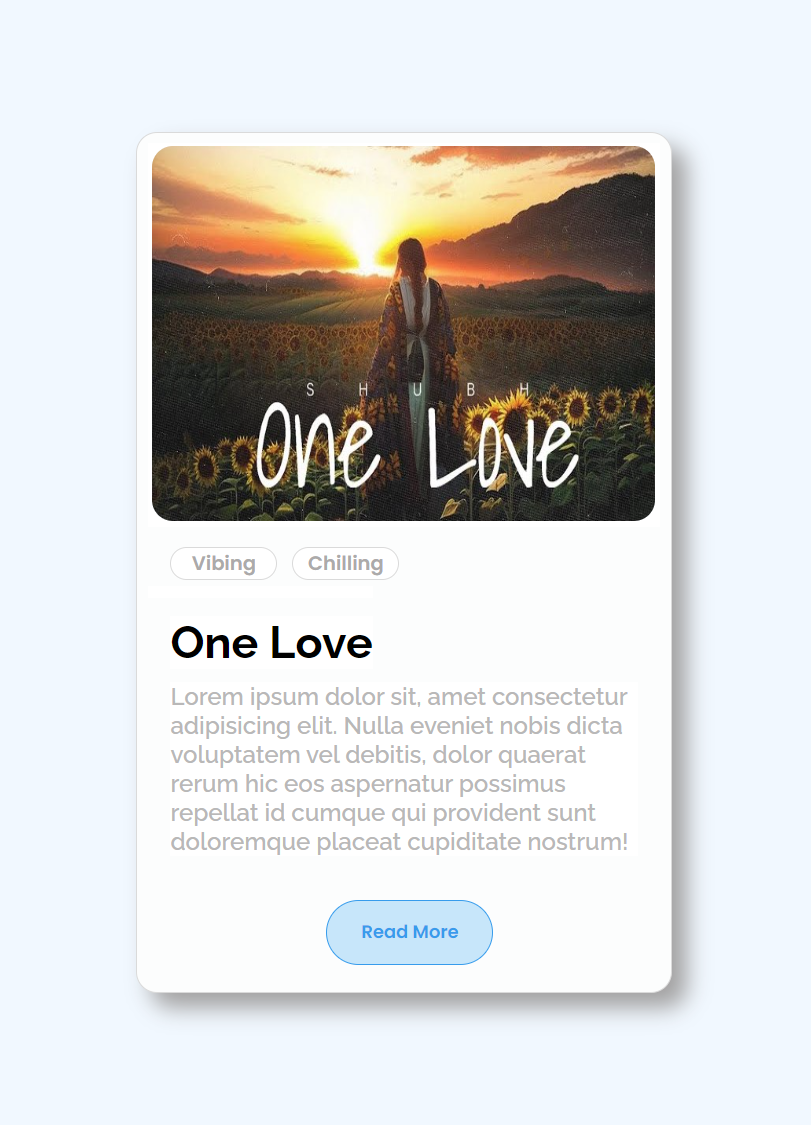 SHUBH
One Love
Vibing Chilling
One Love
Lorem ipsum dolor sit, amet consectetur
adipisicing elit. Nulla eveniet nobis dicta
voluptatem vel debitis, dolor quaerat
rerum hic eos aspernatur possimus
repellat id cumque qui provident sunt
doloremque placeat cupiditate nostrum!
Read More